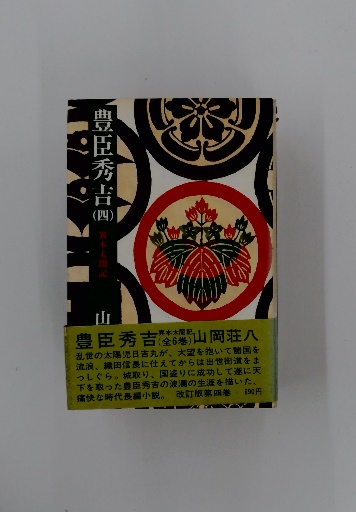 豊臣秀吉
(四)
異本太閤記
山
豊臣秀吉 異本太閤記(全6巻) 山岡荘八
乱世の太陽児日吉丸が、大望を抱いて諸国を
流浪、織田信長に仕えてからは出世街道をま
っしぐら。城取り、国盗りに成功して遂に天
下を取った豊臣秀吉の波瀾の生涯を描いた、
痛快な時代長編小説。 改訂版第四巻 690円